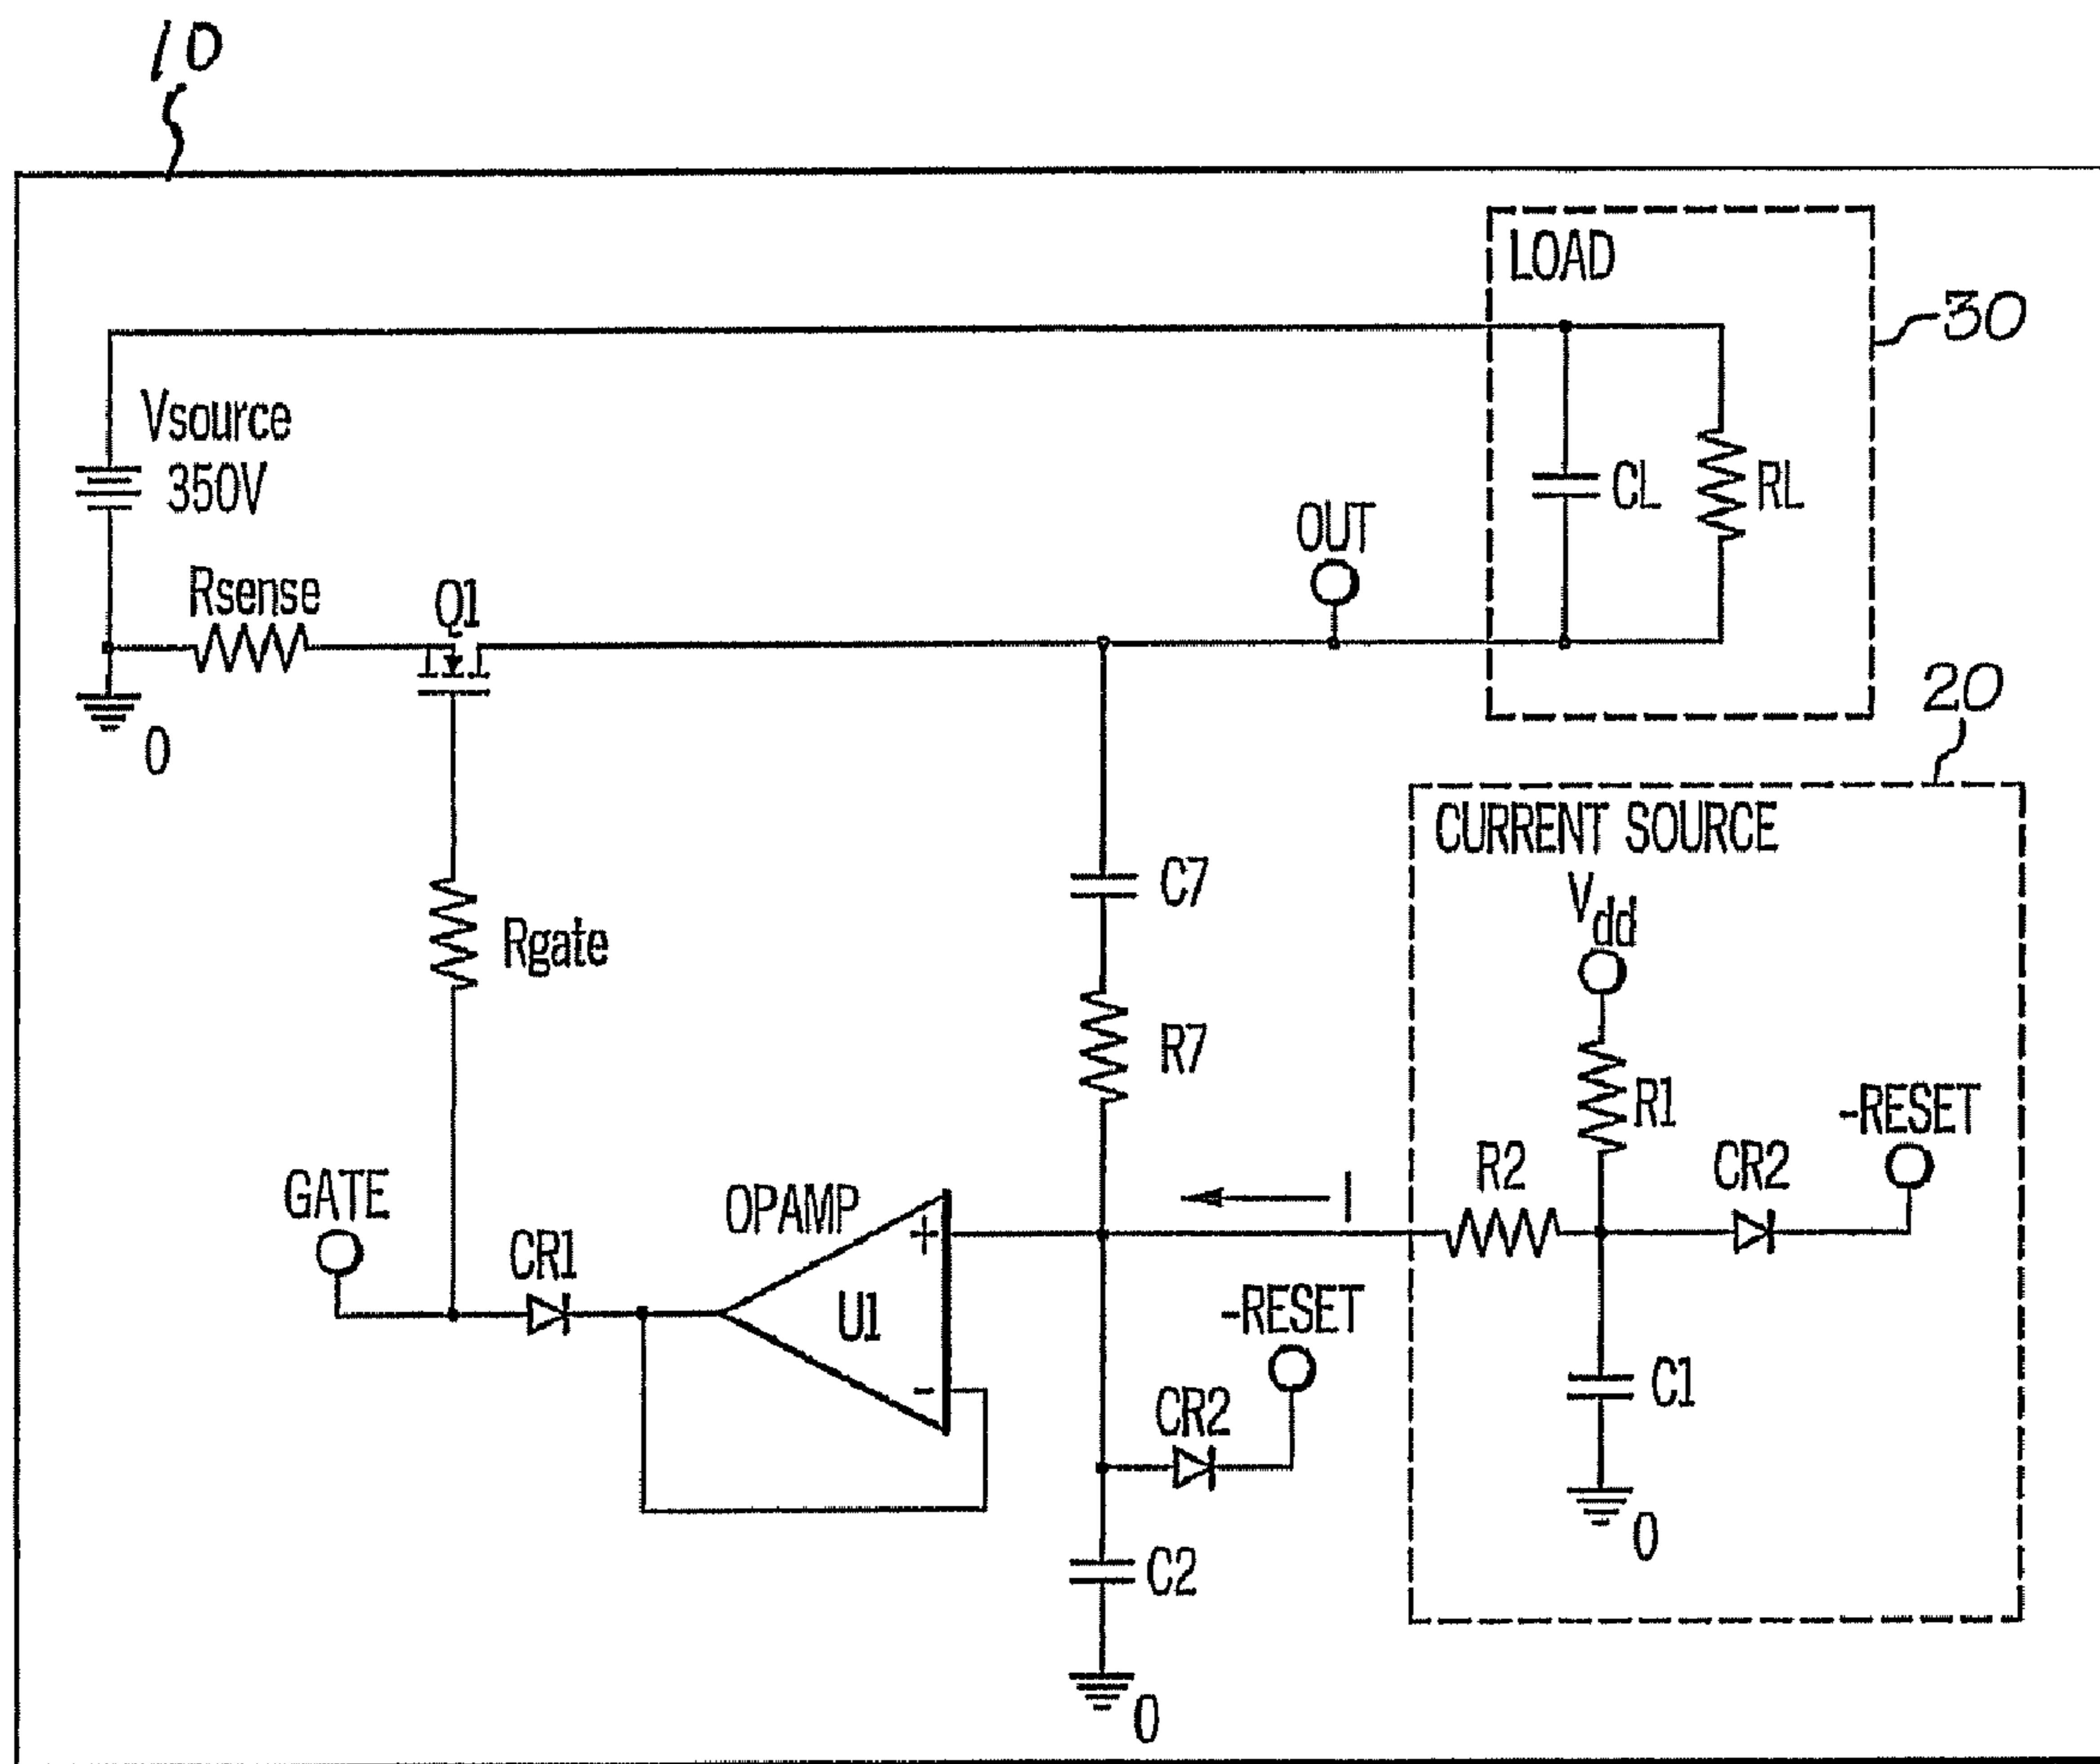 10
LOAD
30
Vsource
350V
CL
RL
OUT
Rsense
Q1
0
20
CURRENT SOURCE
Vdd
C7
Rgate
R7
R1
-RESET
R2
CR2
I
GATE
OPAMP
+
CR1
U1
-RESET
-
CR2
C1
0
C2
0